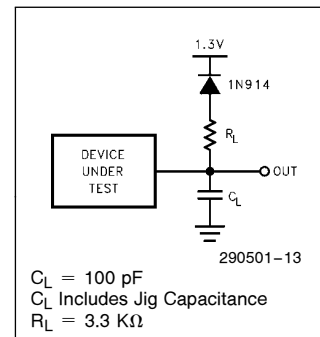 1.3V
1N914
R_L
DEVICE
UNDER
TEST
OUT
C_L
290501–13
C_L = 100 pF
C_L Includes Jig Capacitance
R_L = 3.3 KΩ